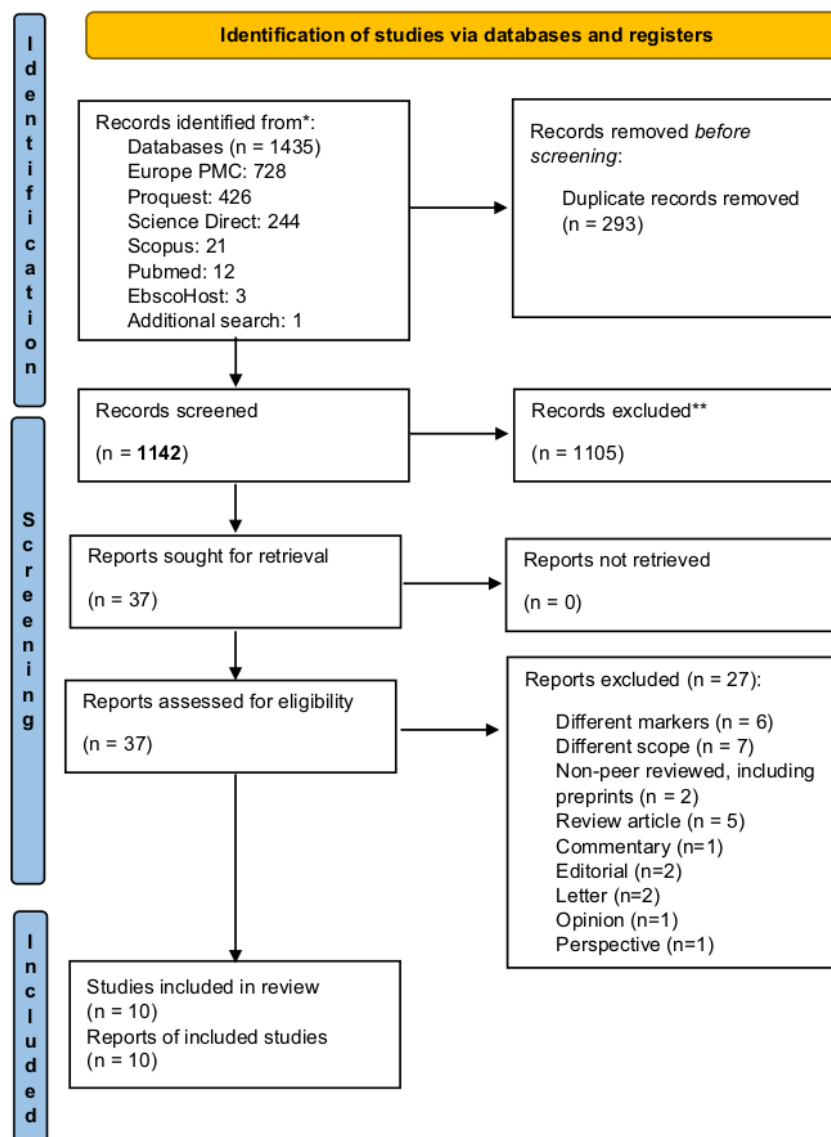 Identification of studies via databases and registers
Identification
Records identified from*:
Databases (n = 1435)
Europe PMC: 728
Proquest: 426
Science Direct: 244
Scopus: 21
Pubmed: 12
EbscoHost: 3
Additional search: 1
Records removed before
screening:
Duplicate records removed
(n = 293)
Screening
Records screened
(n = 1142)
Records excluded**
(n = 1105)
Reports sought for retrieval
(n = 37)
Reports not retrieved
(n = 0)
Reports assessed for eligibility
(n = 37)
Reports excluded (n = 27):
Different markers (n = 6)
Different scope (n = 7)
Non-peer reviewed, including
preprints (n = 2)
Review article (n = 5)
Commentary (n=1)
Editorial (n=2)
Letter (n=2)
Opinion (n=1)
Perspective (n=1)
Included
Studies included in review
(n = 10)
Reports of included studies
(n = 10)